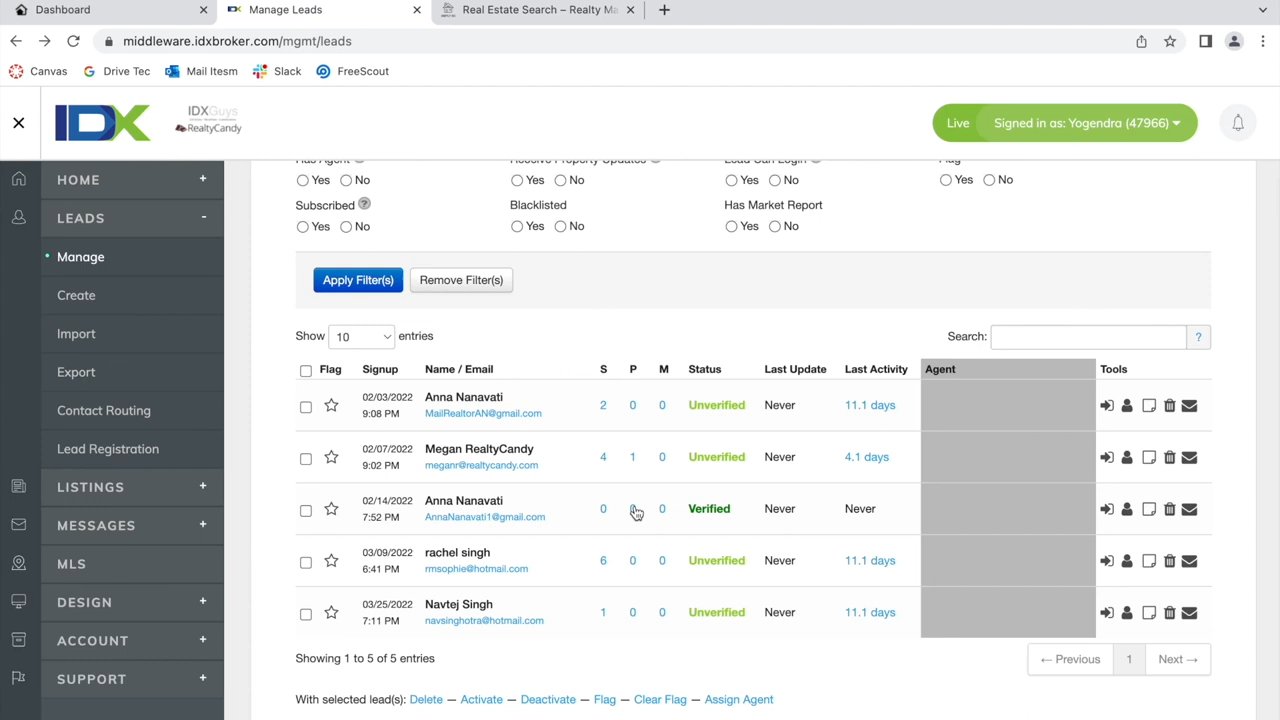 Dashboard
Manage Leads
Real Estate Search – Realty Ma
middleware.idxbroker.com/mgmt/leads
Canvas
Drive Tec
Mail Itesm
Slack
FreeScout
IDX
IDXGuys
RealtyCandy
Live
Signed in as: Yogendra (47966)
HOME
LEADS
Manage
Create
Import
Export
Contact Routing
Lead Registration
LISTINGS
MESSAGES
MLS
DESIGN
ACCOUNT
SUPPORT
Has Agent Receive Property Updates Lead Can Login Flag
Yes No Yes No Yes No Yes No
Subscribed ? Blacklisted Has Market Report
Yes No Yes No Yes No
Apply Filter(s) Remove Filter(s)
Show 10 entries Search: ?
Flag Signup Name / Email S P M Status Last Update Last Activity Agent Tools
02/03/2022 Anna Nanavati
9:08 PM MailRealtorAN@gmail.com 2 0 0 Unverified Never 11.1 days
02/07/2022 Megan RealtyCandy
9:02 PM meganr@realtycandy.com 4 1 0 Unverified Never 4.1 days
02/14/2022 Anna Nanavati
7:52 PM AnnaNanavati1@gmail.com 0 0 Verified Never Never
03/09/2022 rachel singh
6:41 PM rmsophie@hotmail.com 6 0 0 Unverified Never 11.1 days
03/25/2022 Navtej Singh
7:11 PM navsinghotra@hotmail.com 1 0 0 Unverified Never 11.1 days
Showing 1 to 5 of 5 entries
← Previous 1 Next →
With selected lead(s): Delete — Activate — Deactivate — Flag — Clear Flag — Assign Agent